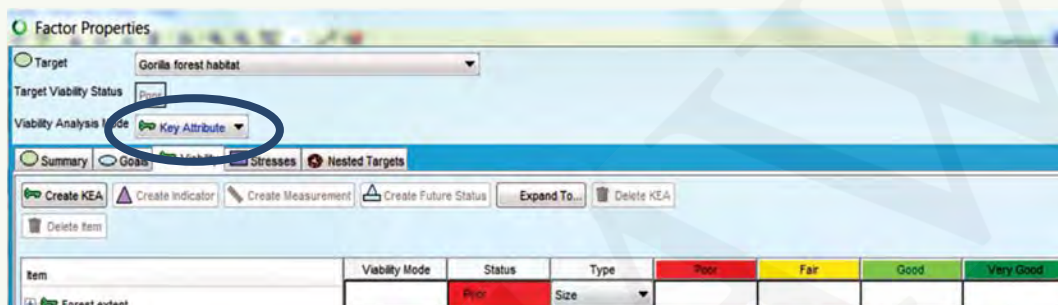 Factor Properties
Target Gorilla forest habitat
Target Viability Status Poor
Viability Analysis Mode Key Attribute
Summary Goals Viability Stresses Nested Targets
Create KEA Create Indicator Create Measurement Create Future Status Expand To... Delete KEA
Delete Item
Item Viability Mode Status Type Poor Fair Good Very Good
Forest extent Poor Size